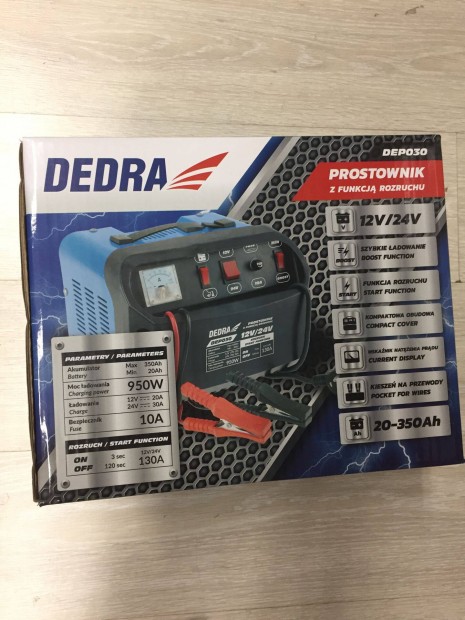 DEDRA
DEP030
PROSTOWNIK
Z FUNKCJĄ ROZRUCHU
12V/24V
BOOST
SZYBKIE ŁADOWANIE
BOOST FUNCTION
START
FUNKCJA ROZRUCHU
START FUNCTION
KOMPAKTOWA OBUDOWA
COMPACT COVER
WSKAŹNIK NATĘŻENIA PRĄDU
CURRENT DISPLAY
KIESZEŃ NA PRZEWODY
POCKET FOR WIRES
Ah
20-350Ah
DEDRA
DEP030
12V/24V
PARAMETRY / PARAMETERS
Akumulator Max 350Ah
Battery Min 20Ah
Moc ładowania 950W
Charging power
Ładowanie 12V 20A
Charge 24V 30A
Bezpiecznik 10A
Fuse
ROZRUCH / START FUNCTION
ON 3 sec 12V/24V
OFF 120 sec 130A